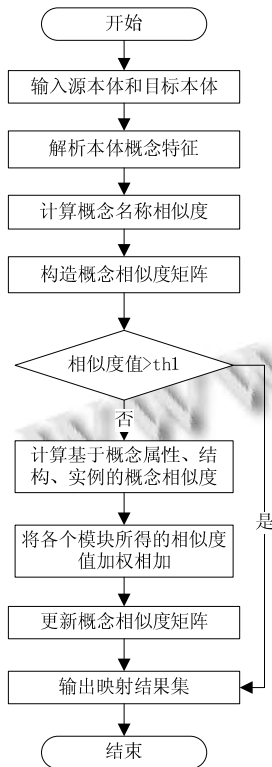 开始
输入源本体和目标本体
解析本体概念特征
计算概念名称相似度
构造概念相似度矩阵
相似度值>th1
否
计算基于概念属性、结
构、实例的概念相似度
是
将各个模块所得的相似度
值加权相加
更新概念相似度矩阵
输出映射结果集
结束